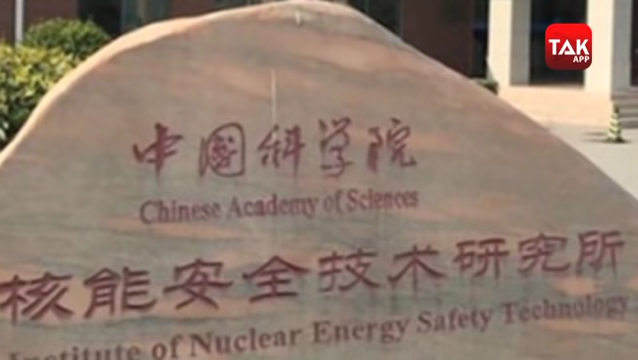 TAK
APP
中国科学院
Chinese Academy of Sciences
核能安全技术研究所
Institute of Nuclear Energy Safety Technology